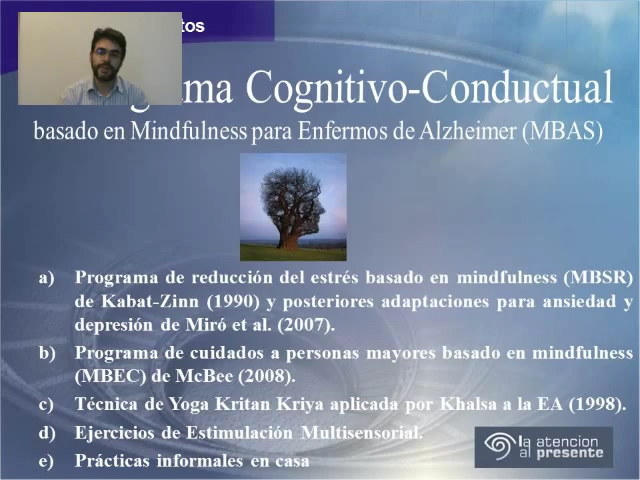 tos
ma Cognitivo-Conductual
basado en Mindfulness para Enfermos de Alzheimer (MBAS)
a) Programa de reducción del estrés basado en mindfulness (MBSR)
de Kabat-Zinn (1990) y posteriores adaptaciones para ansiedad y
depresión de Miró et al. (2007).
b) Programa de cuidados a personas mayores basado en mindfulness
(MBEC) de McBee (2008).
c) Técnica de Yoga Kritan Kriya aplicada por Khalsa a la EA (1998).
d) Ejercicios de Estimulación Multisensorial.
e) Prácticas informales en casa
la atencion
al presente